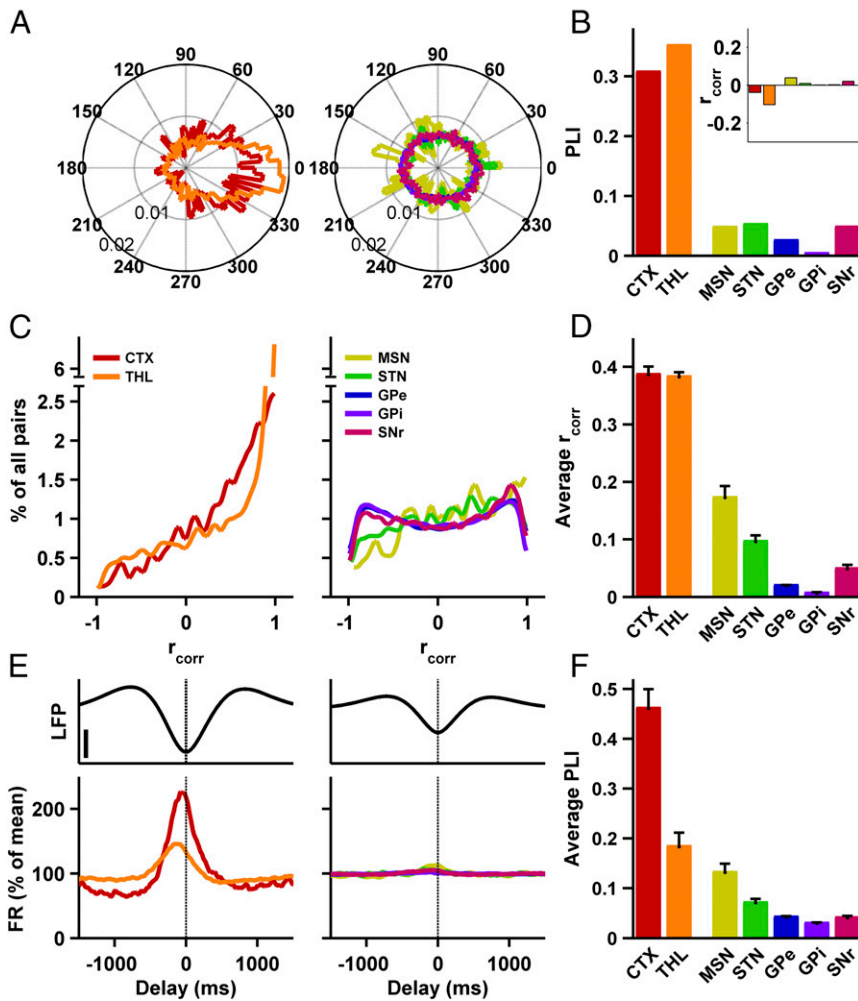 A
90
120
60
150
30
180
0
210
330
240
300
270
0.01
0.02
90
120
60
150
30
180
0
210
330
240
300
270
0.01
0.02
B
PLI
0.3
0.2
0.1
0
r corr
0.2
0
-0.2
CTX
THL
MSN
STN
GPe
GPi
SNr
C
% of all pairs
6
2.5
2
1.5
1
0.5
0
CTX
THL
-1
0
1
r corr
MSN
STN
GPe
GPi
SNr
-1
0
1
r corr
D
Average r corr
0.4
0.3
0.2
0.1
0
CTX
THL
MSN
STN
GPe
GPi
SNr
E
LFP
FR (% of mean)
200
100
0
-1000
0
1000
Delay (ms)
-1000
0
1000
Delay (ms)
F
Average PLI
0.5
0.4
0.3
0.2
0.1
0
CTX
THL
MSN
STN
GPe
GPi
SNr